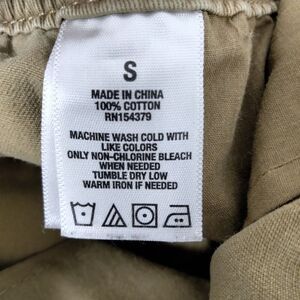 S
MADE IN CHINA
100% COTTON
RN154379
MACHINE WASH COLD WITH
LIKE COLORS
ONLY NON-CHLORINE BLEACH
WHEN NEEDED
TUMBLE DRY LOW
WARM IRON IF NEEDED